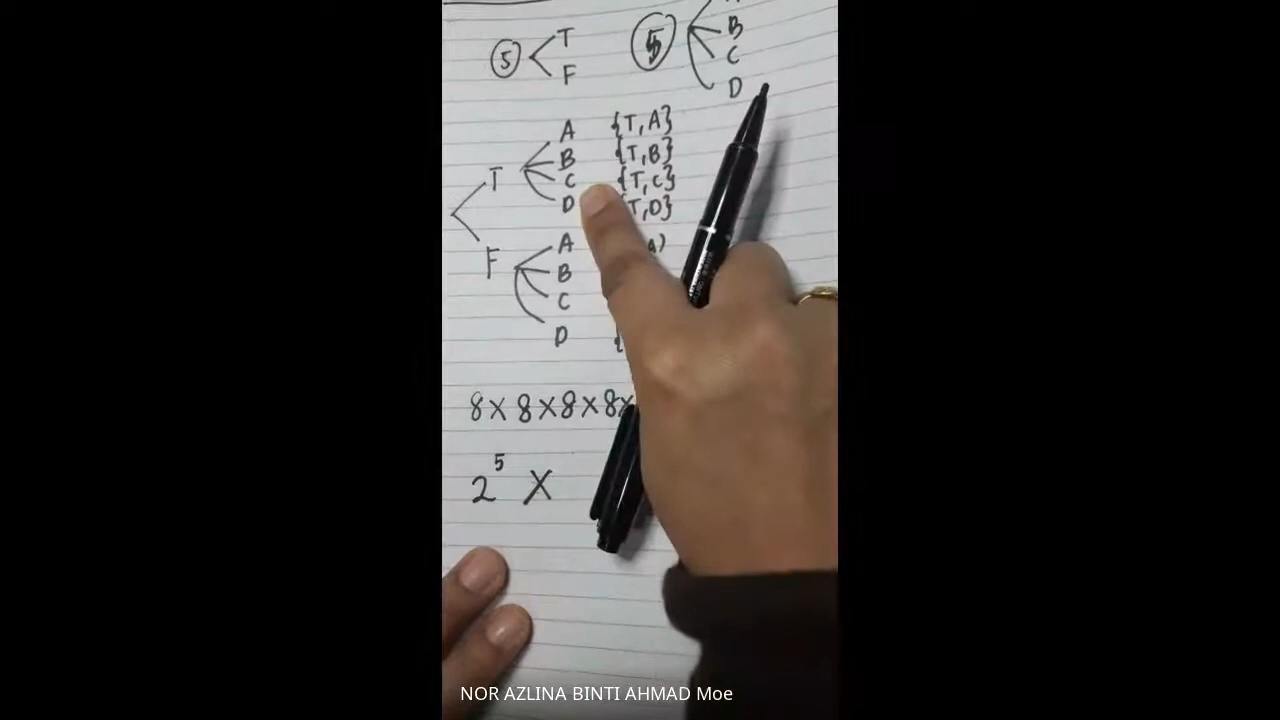 ⑤ < T F
⑤ B C D
T A {T,A}
B {T,B}
C {T,C}
D {T,D}
F A A)
B
C
D {
8×8×8×8×
2⁵ ×
NOR AZLINA BINTI AHMAD Moe